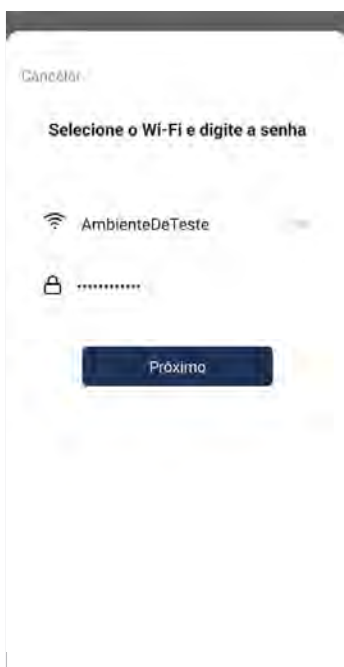 Cancelar
Selecione o Wi-Fi e digite a senha
AmbienteDeTeste
••••••••••••
Próximo